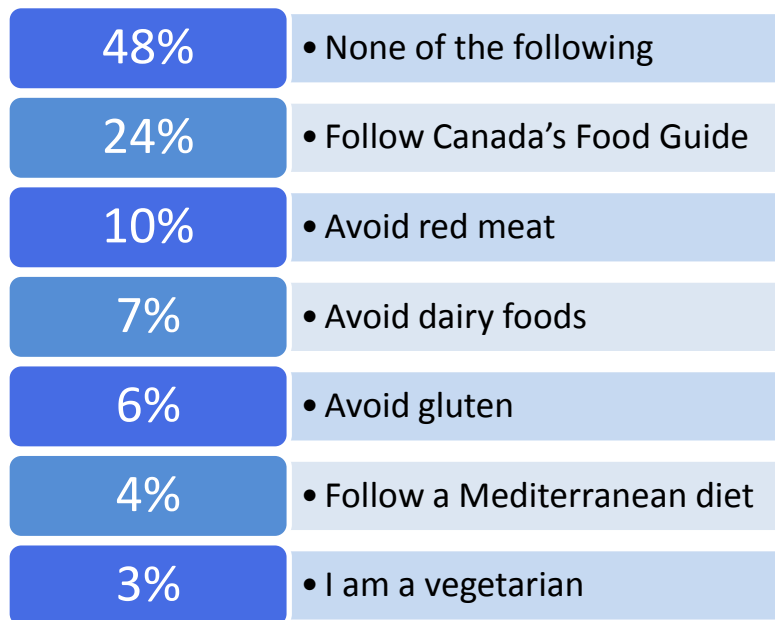 48% • None of the following
24% • Follow Canada’s Food Guide
10% • Avoid red meat
7% • Avoid dairy foods
6% • Avoid gluten
4% • Follow a Mediterranean diet
3% • I am a vegetarian